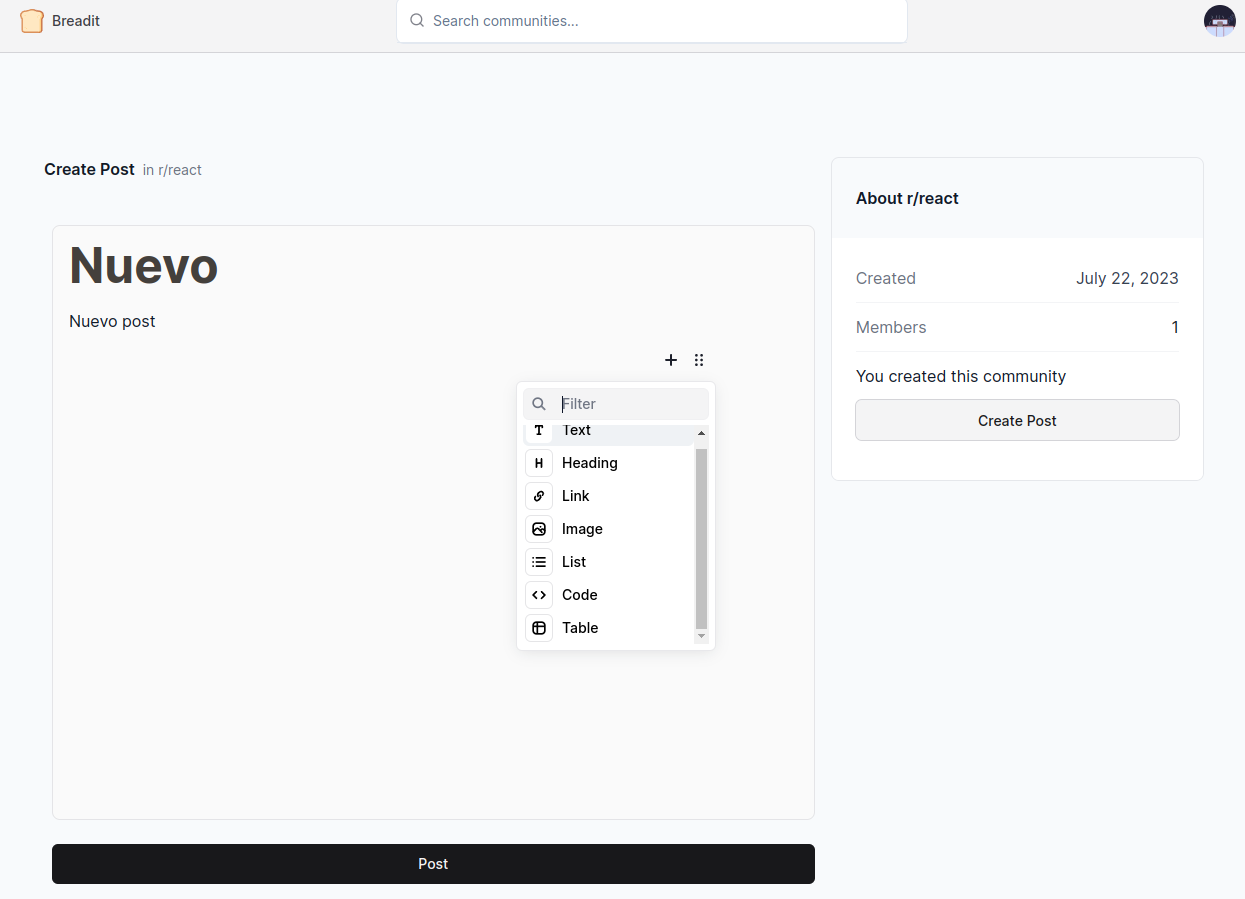 Breadit
Search communities...
Create Post in r/react
Nuevo
Nuevo post
Filter
Text
Heading
Link
Image
List
Code
Table
Post
About r/react
Created July 22, 2023
Members 1
You created this community
Create Post